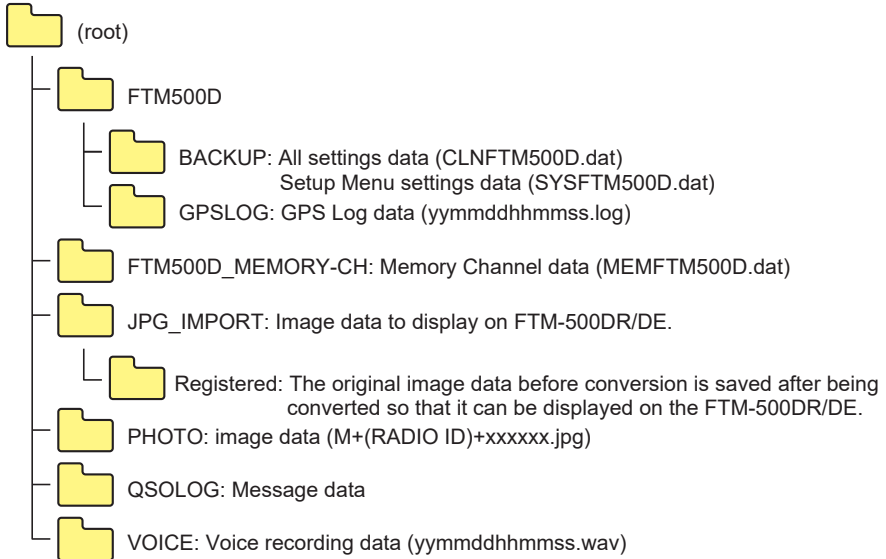 (root)
FTM500D
BACKUP: All settings data (CLNFTM500D.dat)
Setup Menu settings data (SYSFTM500D.dat)
GPSLOG: GPS Log data (yymmddhhmmss.log)
FTM500D_MEMORY-CH: Memory Channel data (MEMFTM500D.dat)
JPG_IMPORT: Image data to display on FTM-500DR/DE.
Registered: The original image data before conversion is saved after being
converted so that it can be displayed on the FTM-500DR/DE.
PHOTO: image data (M+(RADIO ID)+xxxxxx.jpg)
QSOLOG: Message data
VOICE: Voice recording data (yymmddhhmmss.wav)